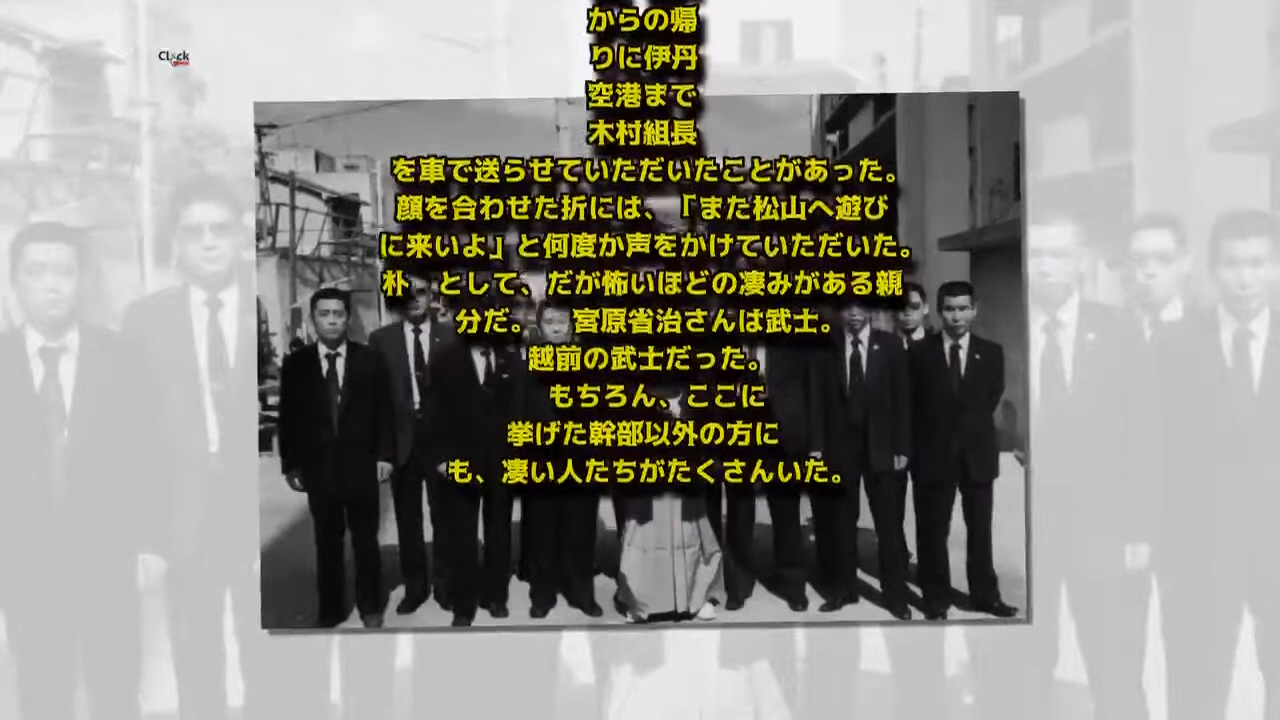 Click
からの帰
りに伊丹
空港まで
木村組長
を車で送らせていただいたことがあった。
顔を合わせた折には、「また松山へ遊び
に来いよ」と何度か声をかけていただいた。
朴 として、だが怖いほどの凄みがある親
分だ。 宮原省治さんは武士。
越前の武士だった。
もちろん、ここに
挙げた幹部以外の方に
も、凄い人たちがたくさんいた。